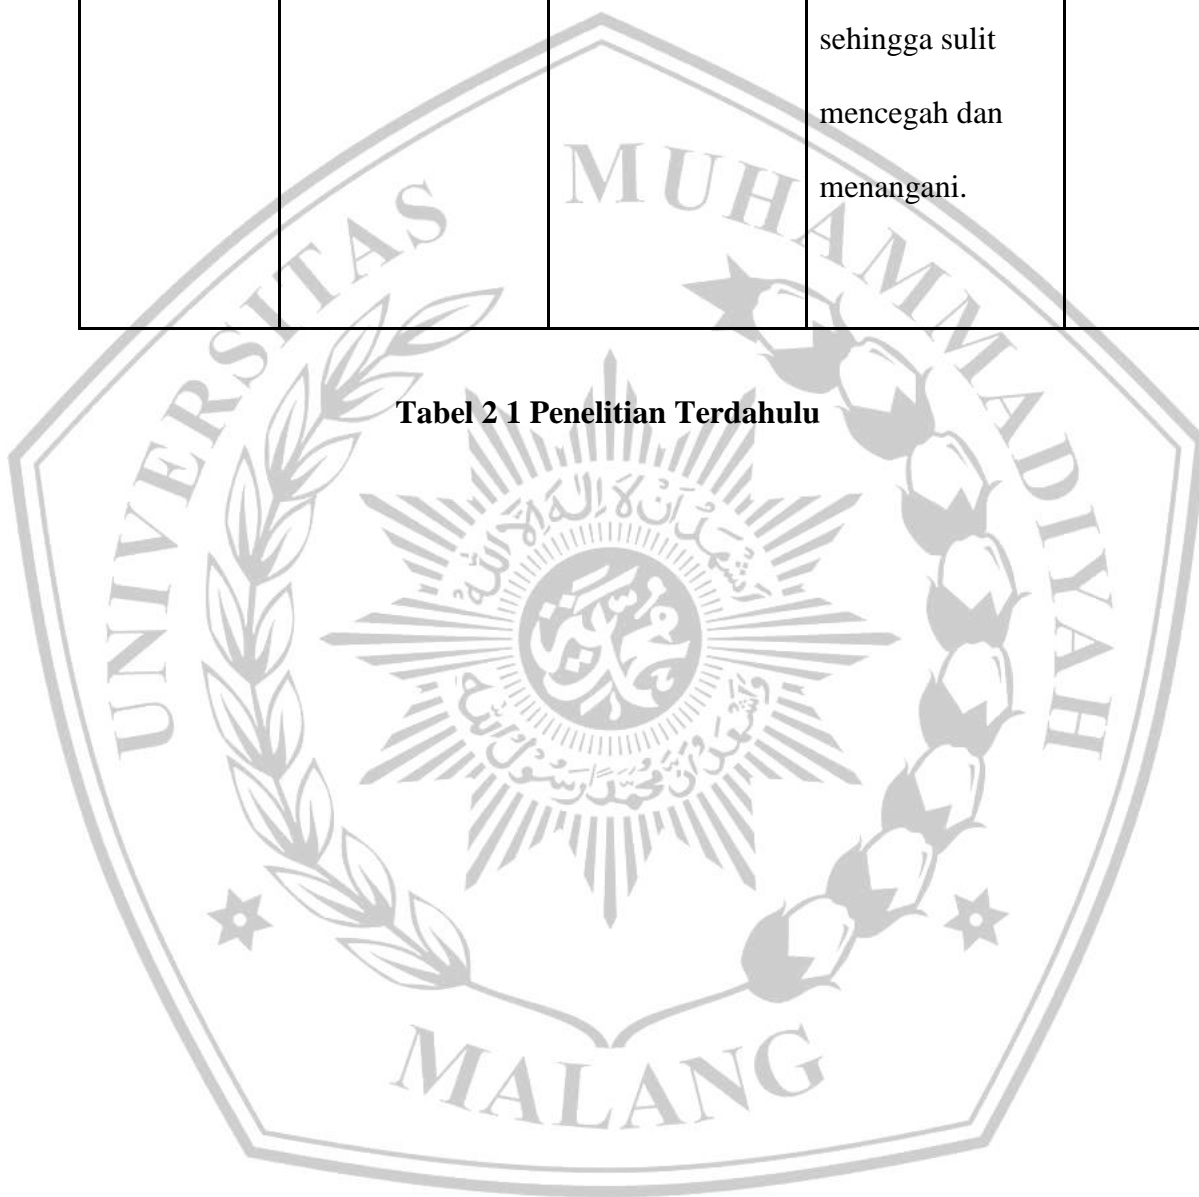 sehingga sulit
mencegah dan
menangani.
Tabel 2 1 Penelitian Terdahulu
UNIVERSITAS MUHAMMADIYAH
MALANG